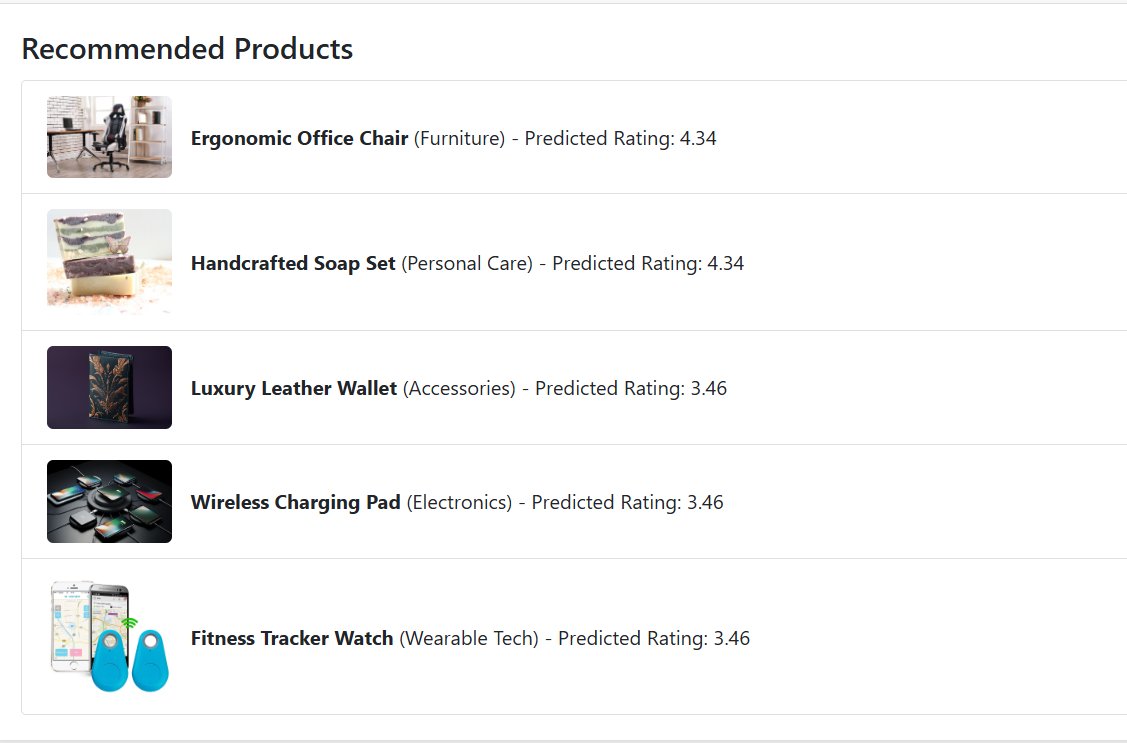 Recommended Products
Ergonomic Office Chair (Furniture) - Predicted Rating: 4.34
Handcrafted Soap Set (Personal Care) - Predicted Rating: 4.34
Luxury Leather Wallet (Accessories) - Predicted Rating: 3.46
Wireless Charging Pad (Electronics) - Predicted Rating: 3.46
Fitness Tracker Watch (Wearable Tech) - Predicted Rating: 3.46